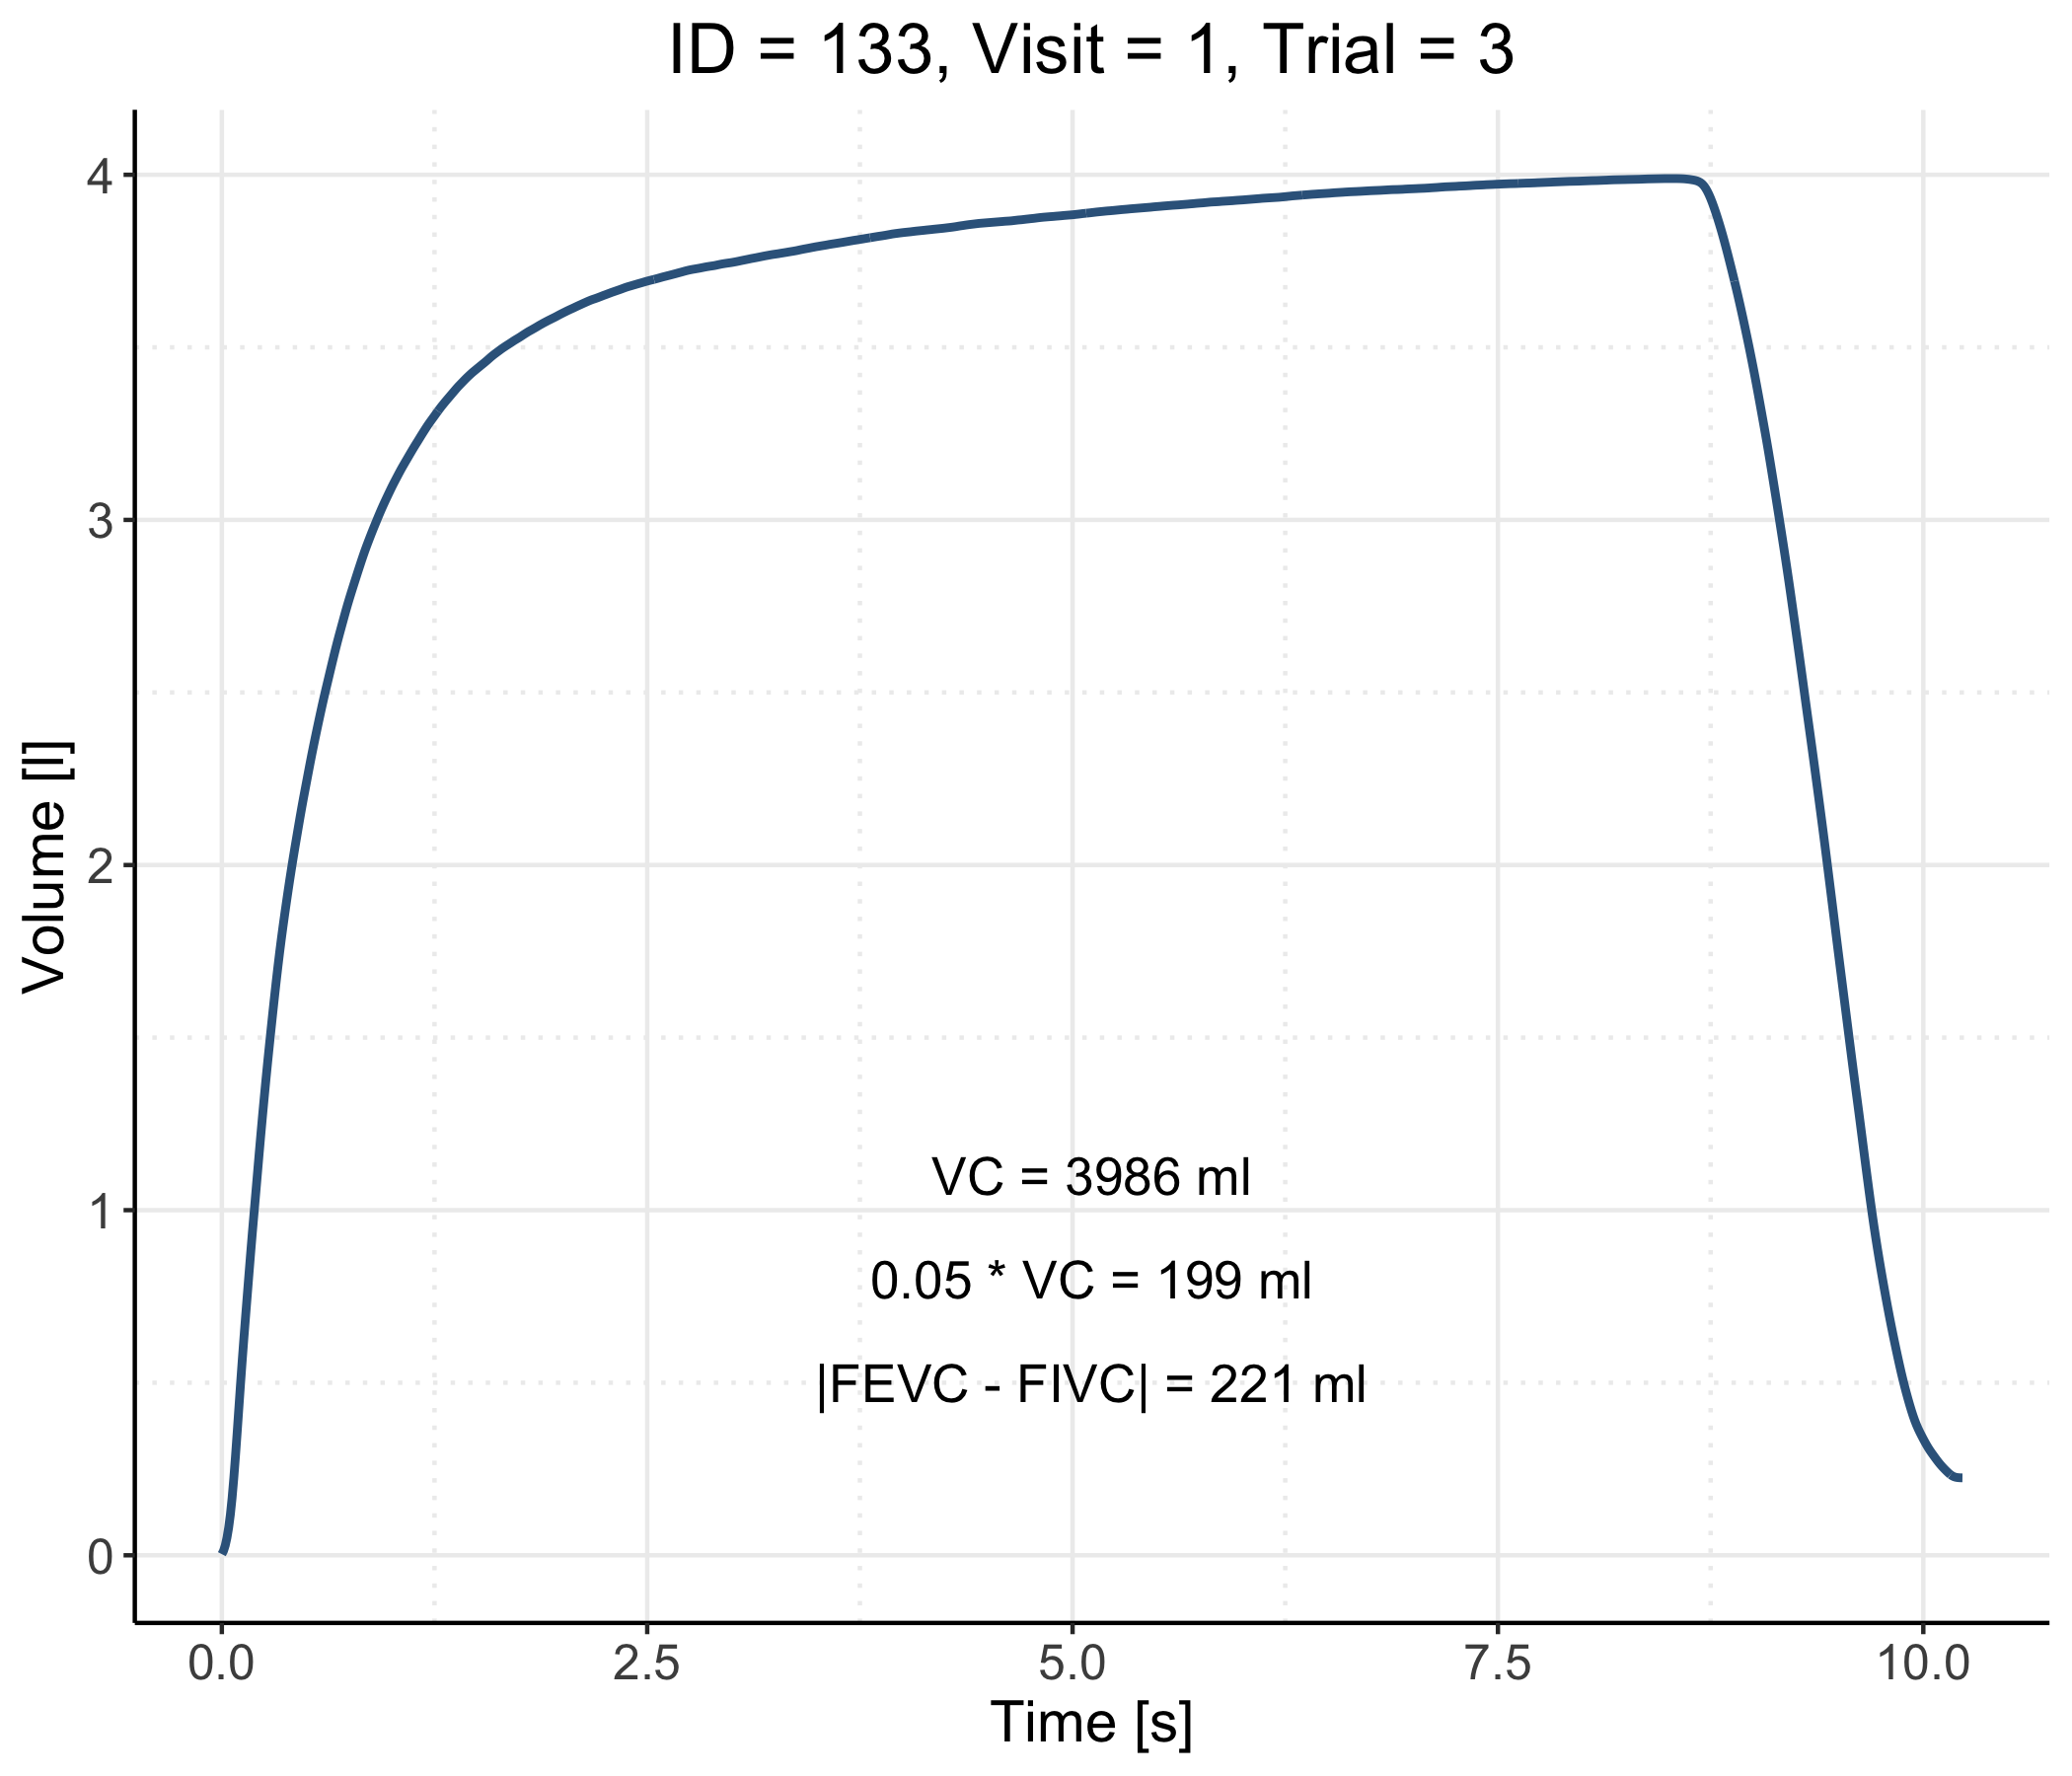 ID = 133, Visit = 1, Trial = 3
4
3
2
1
0
Volume [l]
VC = 3986 ml
0.05 * VC = 199 ml
|FEVC - FIVC| = 221 ml
0.0 2.5 5.0 7.5 10.0
Time [s]